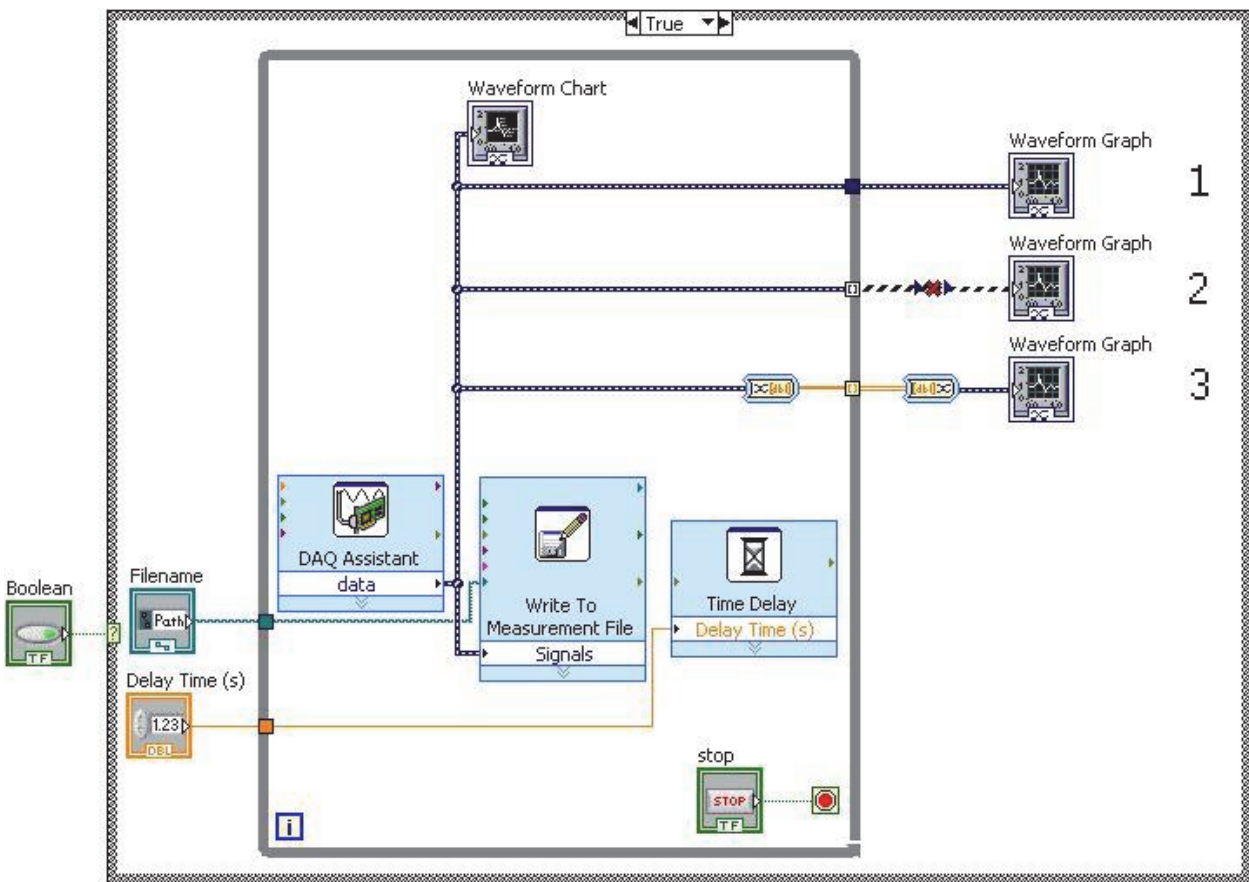 True
Waveform Chart
Waveform Graph
1
Waveform Graph
2
Waveform Graph
3
DAQ Assistant
data
Write To
Measurement File
Signals
Time Delay
Delay Time (s)
Boolean
TF
?
Filename
Path
Delay Time (s)
1.23
DBL
stop
STOP
TF
i